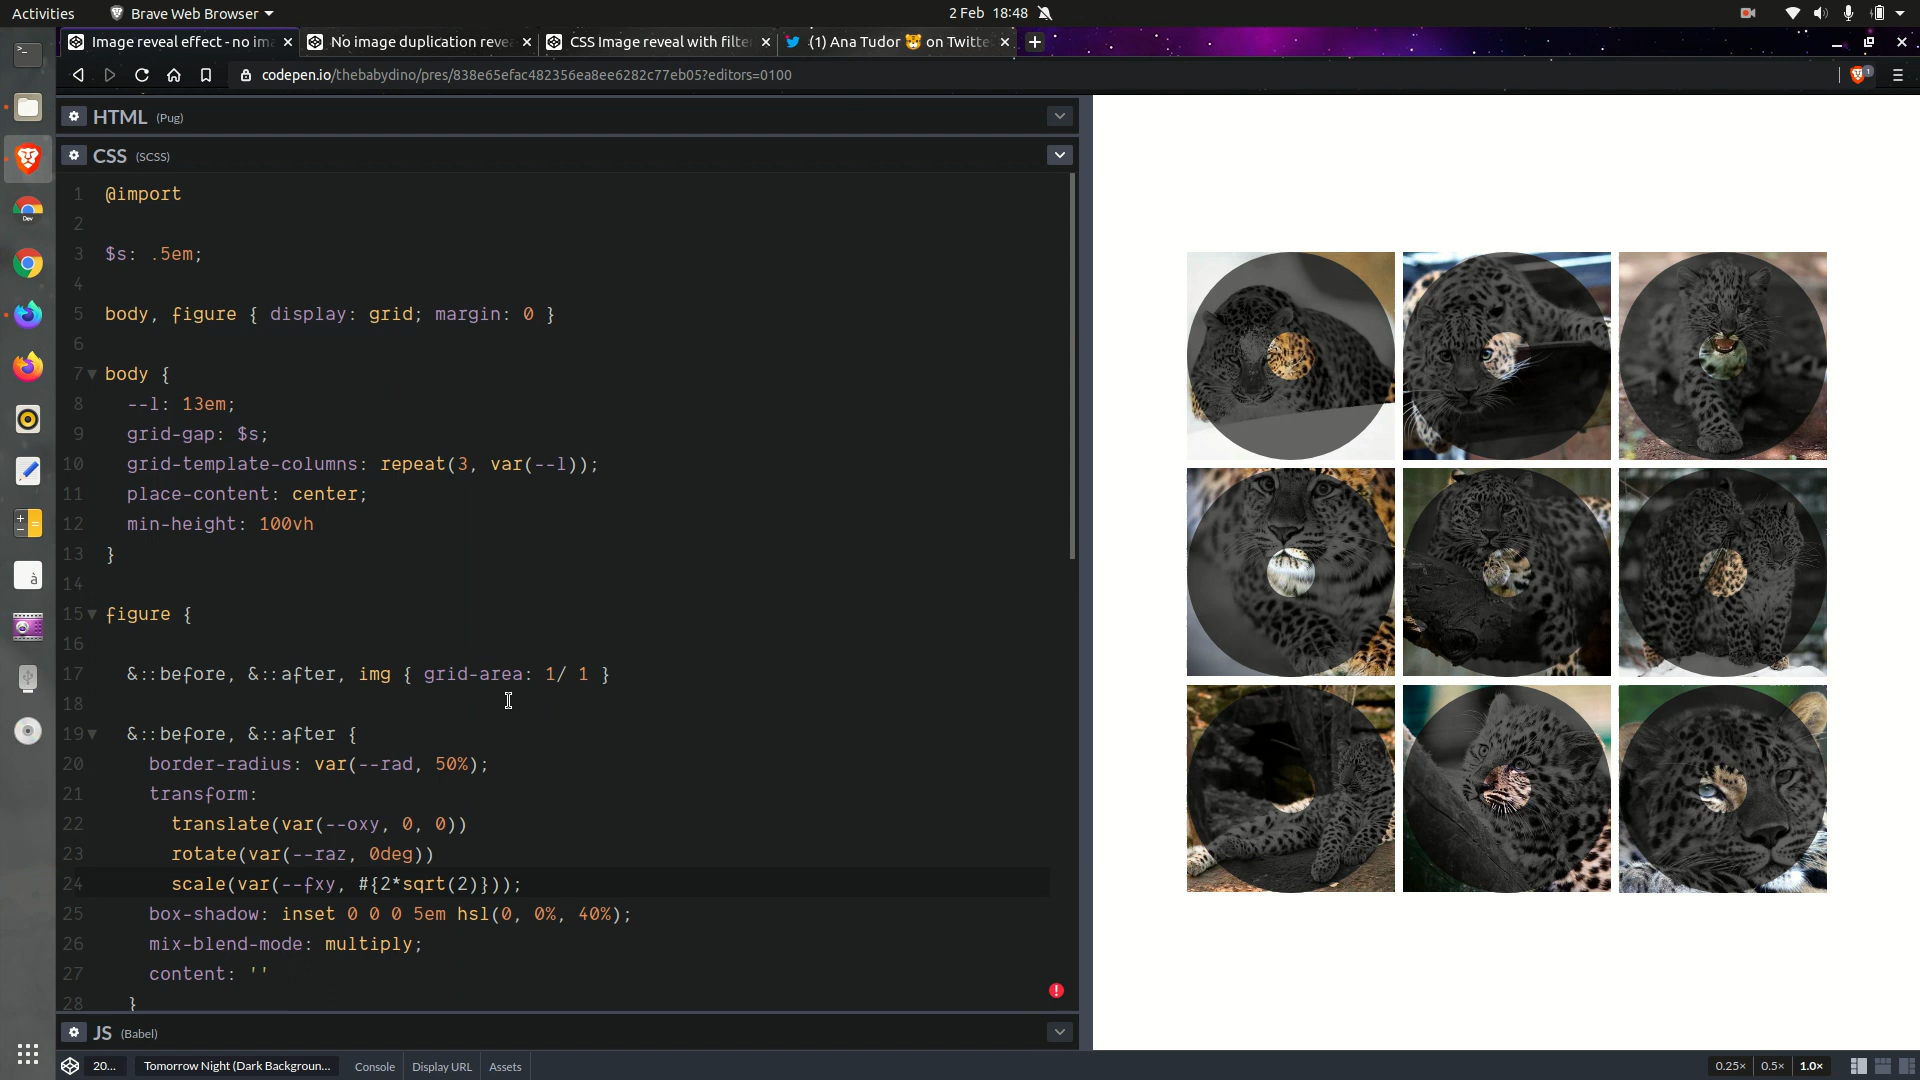 Activities
Brave Web Browser
2 Feb 18:48
Image reveal effect - no im
No image duplication reve
CSS Image reveal with filte
(1) Ana Tudor 🐯 on Twitte
codepen.io/thebabydino/pres/838e65efac482356ea8ee6282c77eb05?editors=0100
1
HTML (Pug)
CSS (SCSS)
1 @import
2
3 $s: .5em;
4
5 body, figure { display: grid; margin: 0 }
6
7 body {
8 --l: 13em;
9 grid-gap: $s;
10 grid-template-columns: repeat(3, var(--l));
11 place-content: center;
12 min-height: 100vh
13 }
14
15 figure {
16
17 &::before, &::after, img { grid-area: 1/ 1 }
18
19 &::before, &::after {
20 border-radius: var(--rad, 50%);
21 transform:
22 translate(var(--oxy, 0, 0))
23 rotate(var(--raz, 0deg))
24 scale(var(--fxy, #{2*sqrt(2)}));
25 box-shadow: inset 0 0 0 5em hsl(0, 0%, 40%);
26 mix-blend-mode: multiply;
27 content: ''
28 }
JS (Babel)
20...
Tomorrow Night (Dark Backgroun...
Console
Display URL
Assets
0.25×
0.5×
1.0×
Dev
à